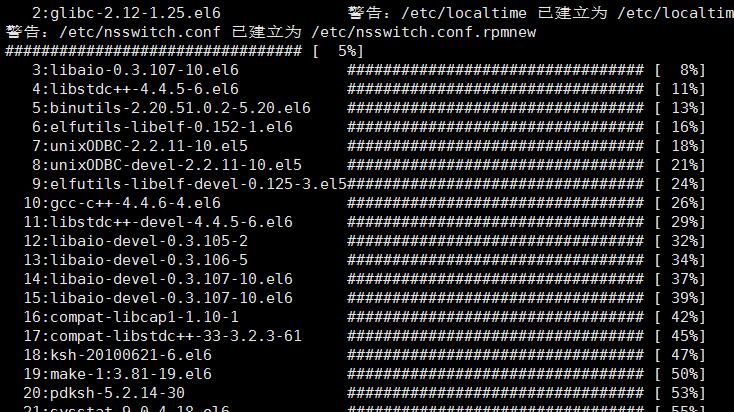 2:glibc-2.12-1.25.el6 警告：/etc/localtime 已建立为 /etc/localtim
警告：/etc/nsswitch.conf 已建立为 /etc/nsswitch.conf.rpmnew
################################# [  5%]
3:libaio-0.3.107-10.el6 ################################# [  8%]
4:libstdc++-4.4.5-6.el6 ################################# [ 11%]
5:binutils-2.20.51.0.2-5.20.el6 ################################# [ 13%]
6:elfutils-libelf-0.152-1.el6 ################################# [ 16%]
7:unixODBC-2.2.11-10.el5 ################################# [ 18%]
8:unixODBC-devel-2.2.11-10.el5 ################################# [ 21%]
9:elfutils-libelf-devel-0.125-3.el5################################# [ 24%]
10:gcc-c++-4.4.6-4.el6 ################################# [ 26%]
11:libstdc++-devel-4.4.5-6.el6 ################################# [ 29%]
12:libaio-devel-0.3.105-2 ################################# [ 32%]
13:libaio-devel-0.3.106-5 ################################# [ 34%]
14:libaio-devel-0.3.107-10.el6 ################################# [ 37%]
15:libaio-devel-0.3.107-10.el6 ################################# [ 39%]
16:compat-libcap1-1.10-1 ################################# [ 42%]
17:compat-libstdc++-33-3.2.3-61 ################################# [ 45%]
18:ksh-20100621-6.el6 ################################# [ 47%]
19:make-1:3.81-19.el6 ################################# [ 50%]
20:pdksh-5.2.14-30 ################################# [ 53%]
21:sysstat-9.0.4-18.el6 ################################# [ 55%]